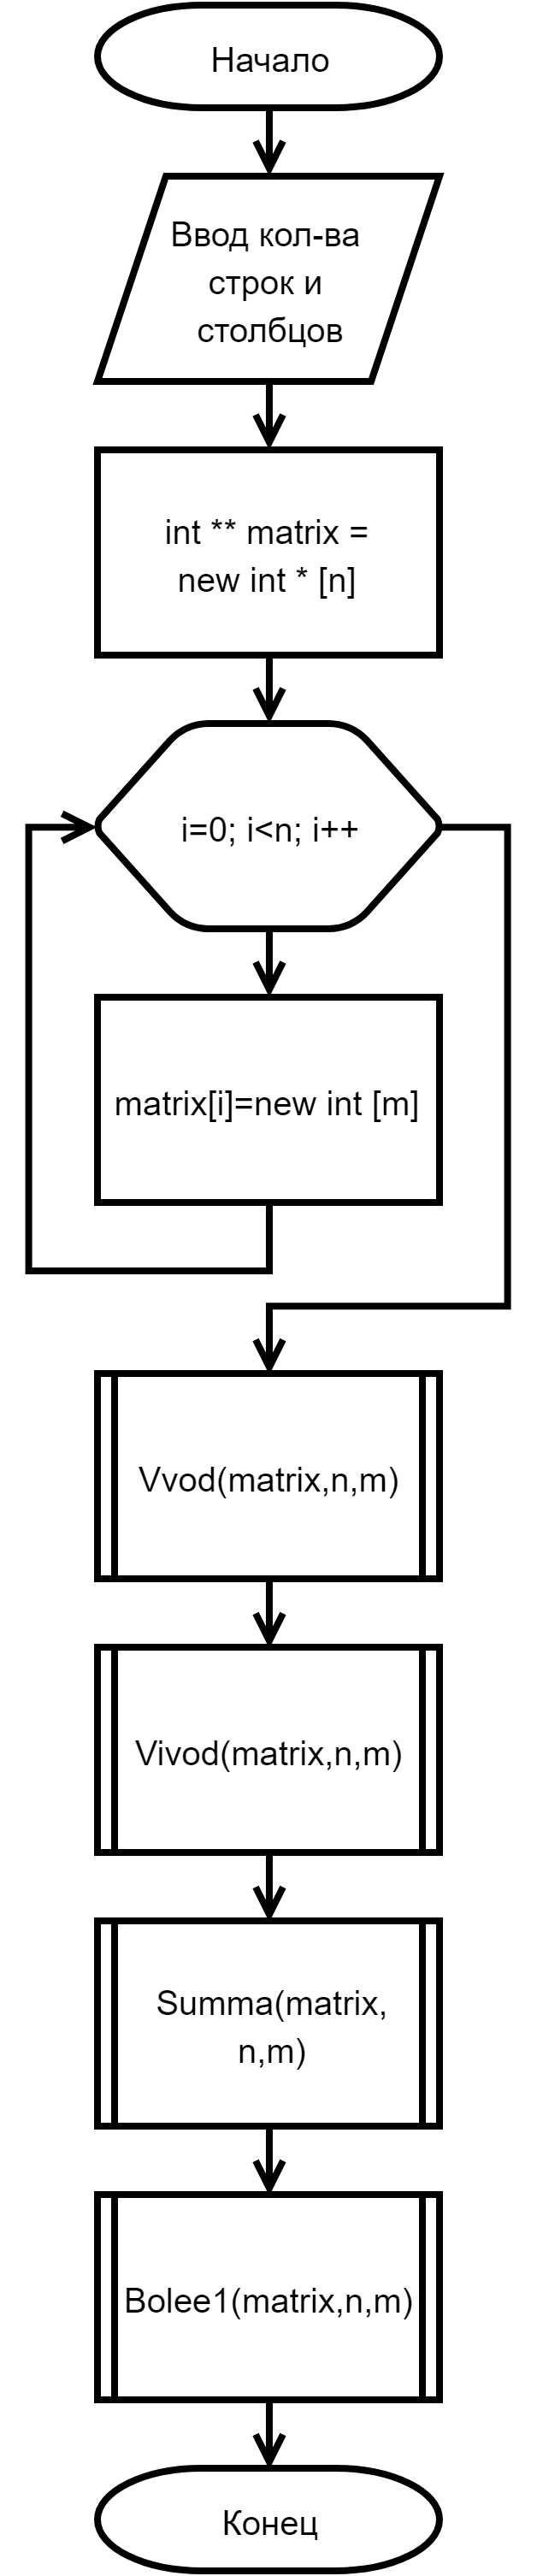 Начало
Ввод кол-ва
строк и
столбцов
int ** matrix =
new int * [n]
i=0; i<n; i++
matrix[i]=new int [m]
Vvod(matrix,n,m)
Vivod(matrix,n,m)
Summa(matrix,
n,m)
Bolee1(matrix,n,m)
Конец